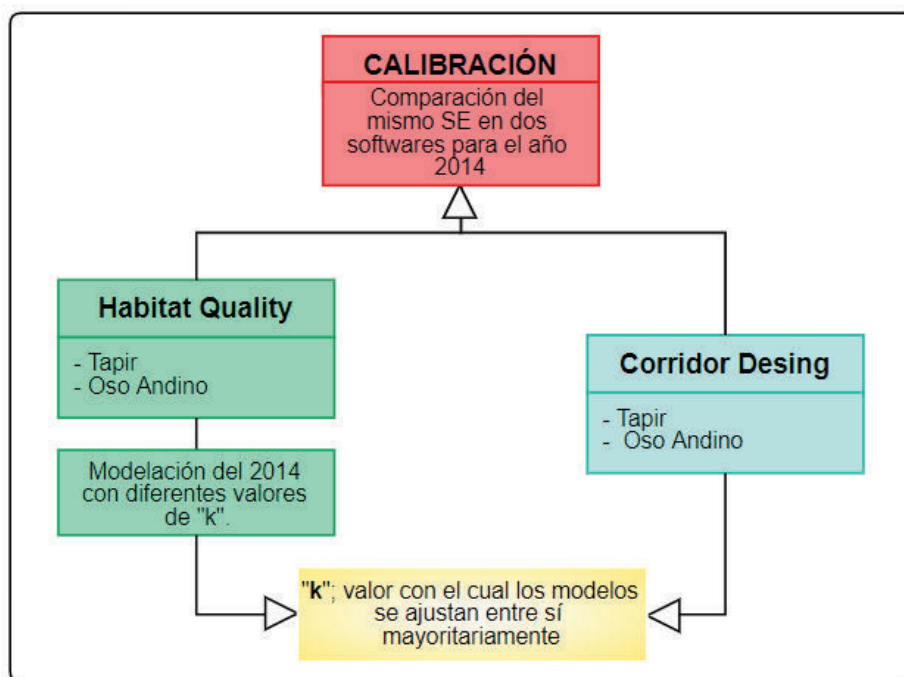 CALIBRACIÓN
Comparación del
mismo SE en dos
softwares para el año
2014
Habitat Quality
- Tapir
- Oso Andino
Modelación del 2014
con diferentes valores
de "k".
Corridor Desing
- Tapir
- Oso Andino
"k"; valor con el cual los modelos
se ajustan entre sí
mayoritariamente